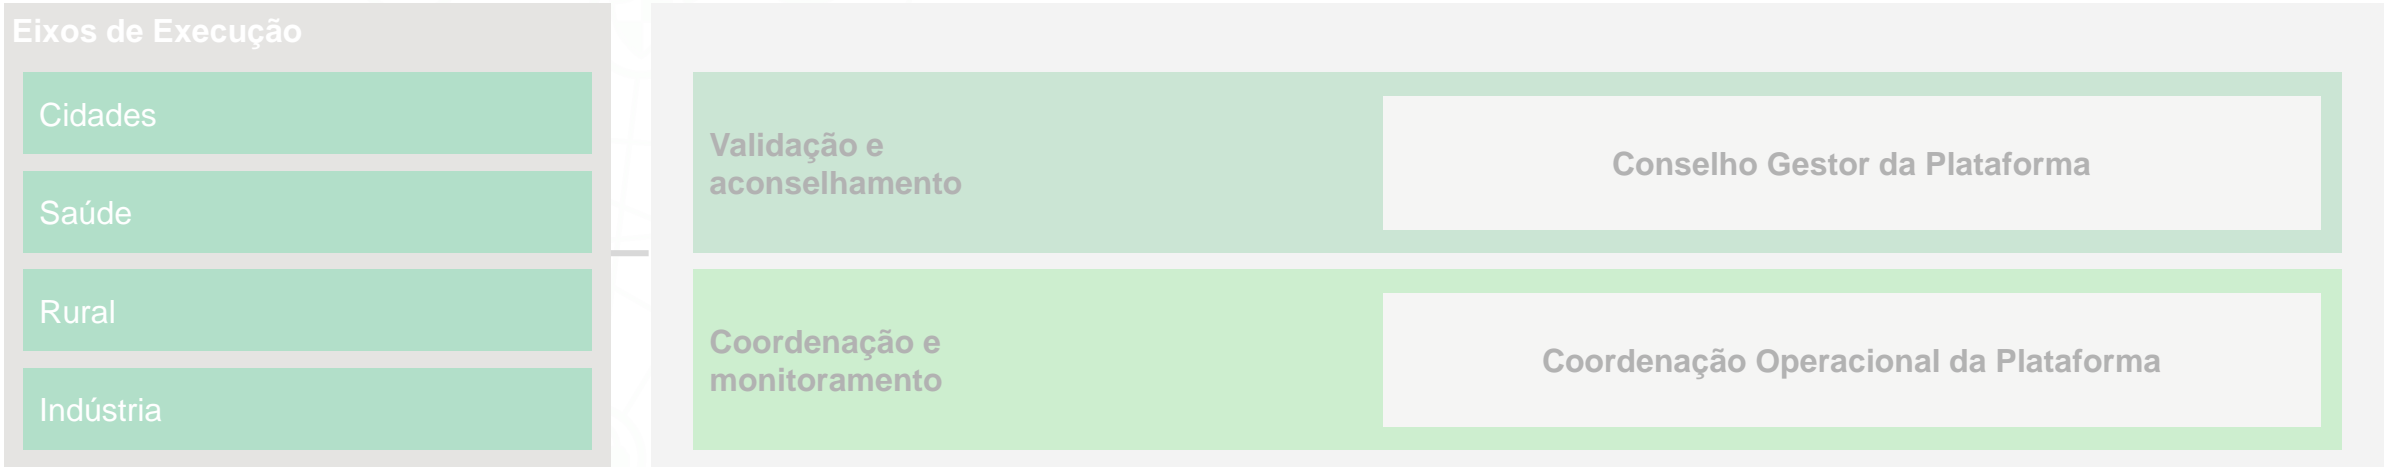 Eixos de Execução
Cidades
Saúde
Rural
Indústria
Validação e
aconselhamento
Conselho Gestor da Plataforma
Coordenação e
monitoramento
Coordenação Operacional da Plataforma